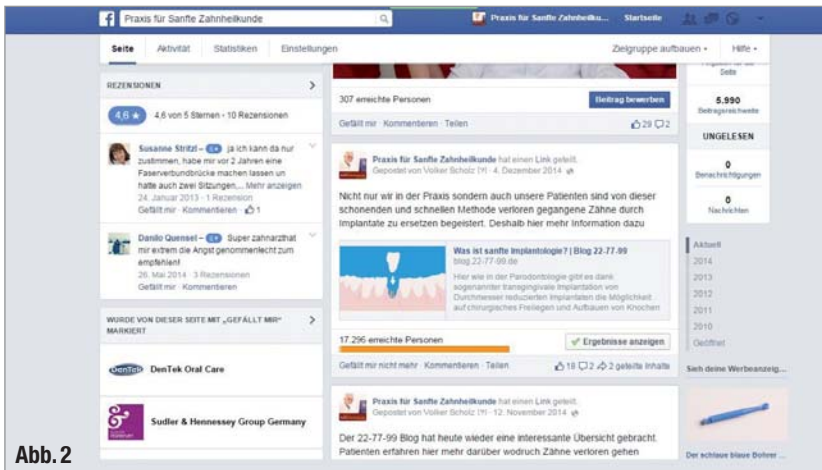 Praxis für Sanfte Zahnheilkunde
Praxis für Sanfte Zahnheilku...
Startseite
Seite
Aktivität
Statistiken
Einstellungen
Zielgruppe aufbauen
Hilfe
REZENSIONEN
4,6 ★
4,6 von 5 Sternen · 10 Rezensionen
Susanne Stritzl – ja ich kann da nur
zustimmen, habe mir vor 2 Jahren eine
Faserverbundbrücke machen lassen un
hatte auch zwei Sitzungen,... Mehr anzeigen
24. Januar 2013 · 1 Rezension
Gefällt mir · Kommentieren · 1
Danilo Quensel – Super zahnarzthat
mir extrem die Angst genommenlecht zum
empfehlen!
26. Mai 2014 · 3 Rezensionen
Gefällt mir · Kommentieren
WURDE VON DIESER SEITE MIT „GEFÄLLT MIR"
MARKIERT
DenTek
DenTek Oral Care
Sudler & Hennessey Group Germany
307 erreichte Personen
Beitrag bewerben
Gefällt mir · Kommentieren · Teilen
29 2
Praxis für Sanfte Zahnheilkunde hat einen Link geteilt.
Gepostet von Volker Scholz [?] · 4. Dezember 2014
Nicht nur wir in der Praxis sondern auch unsere Patienten sind von dieser
schonenden und schnellen Methode verloren gegangene Zähne durch
Implantate zu ersetzen begeistert. Deshalb hier mehr Information dazu
Was ist sanfte Implantologie? | Blog 22-77-99
blog.22-77-99.de
Hier wie in der Parodontologie gibt es dank
sogenannter transgingivale Implantation von
Durchmesser reduzierten Implantaten die Möglichkeit
auf chirurgisches Freilegen und Aufbauen von Knochen
17.296 erreichte Personen
Ergebnisse anzeigen
Gefällt mir nicht mehr · Kommentieren · Teilen
18 2 2 geteilte Inhalte
Praxis für Sanfte Zahnheilkunde hat einen Link geteilt.
Gepostet von Volker Scholz [?] · 12. November 2014
Der 22-77-99 Blog hat heute wieder eine interessante Übersicht gebracht.
Patienten erfahren hier mehr darüber wodruch Zähne verloren gehen
Seite
5.990
Beitragsreichweite
UNGELESEN
0
Benachrichtigungen
0
Nachrichten
Aktuell
2014
2013
2012
2011
2010
Geöffnet
Sieh deine Werbeanzeig...
Der schlaue blaue Bohrer ...
Abb. 2